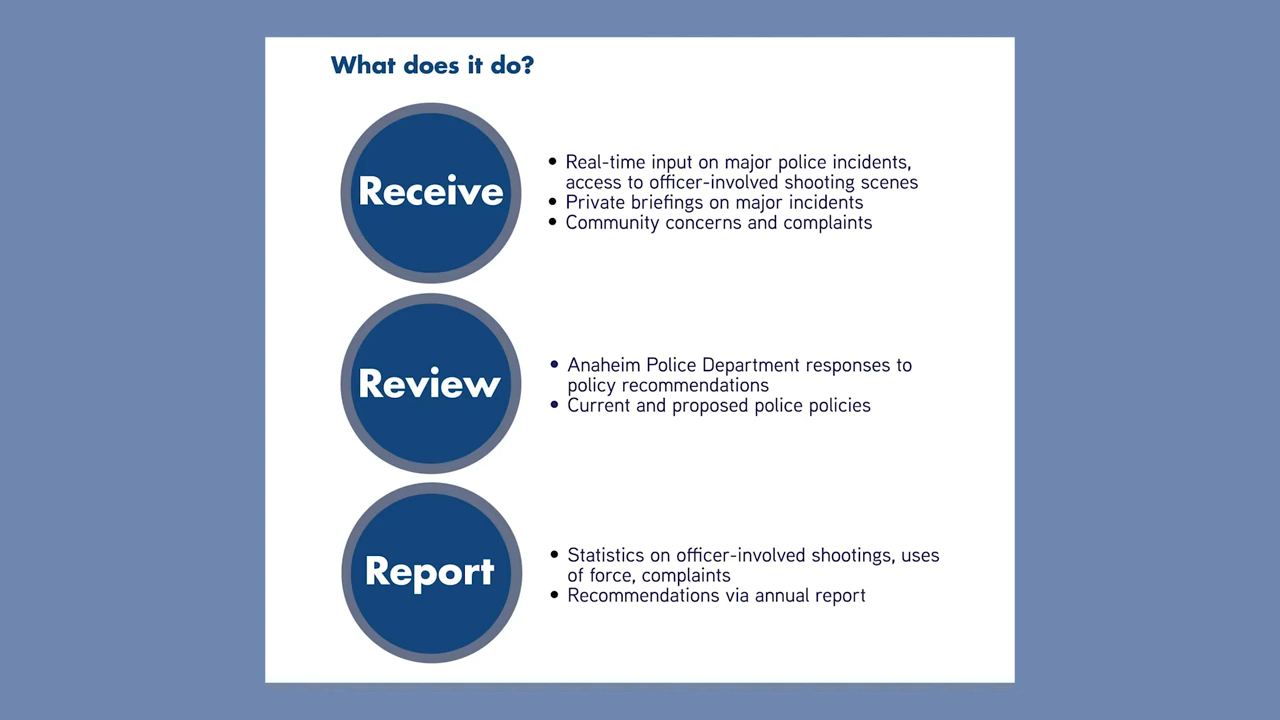 What does it do?
Receive
• Real-time input on major police incidents,
access to officer-involved shooting scenes
• Private briefings on major incidents
• Community concerns and complaints
Review
• Anaheim Police Department responses to
policy recommendations
• Current and proposed police policies
Report
• Statistics on officer-involved shootings, uses
of force, complaints
• Recommendations via annual report